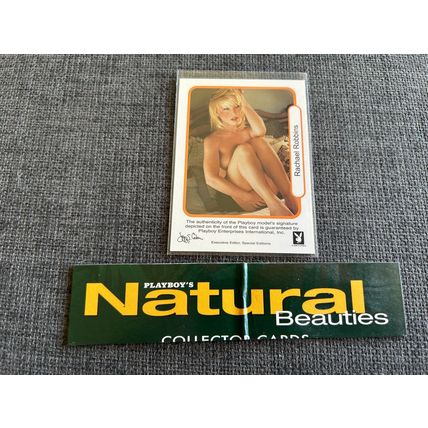 Rachael Robbins
The authenticity of the Playboy model's signature
depicted on the front of this card is guaranteed by
Playboy Enterprises International, Inc.
Executive Editor, Special Editions
PLAYBOY'S
Natural
Beauties
COLLECTOR CARDS